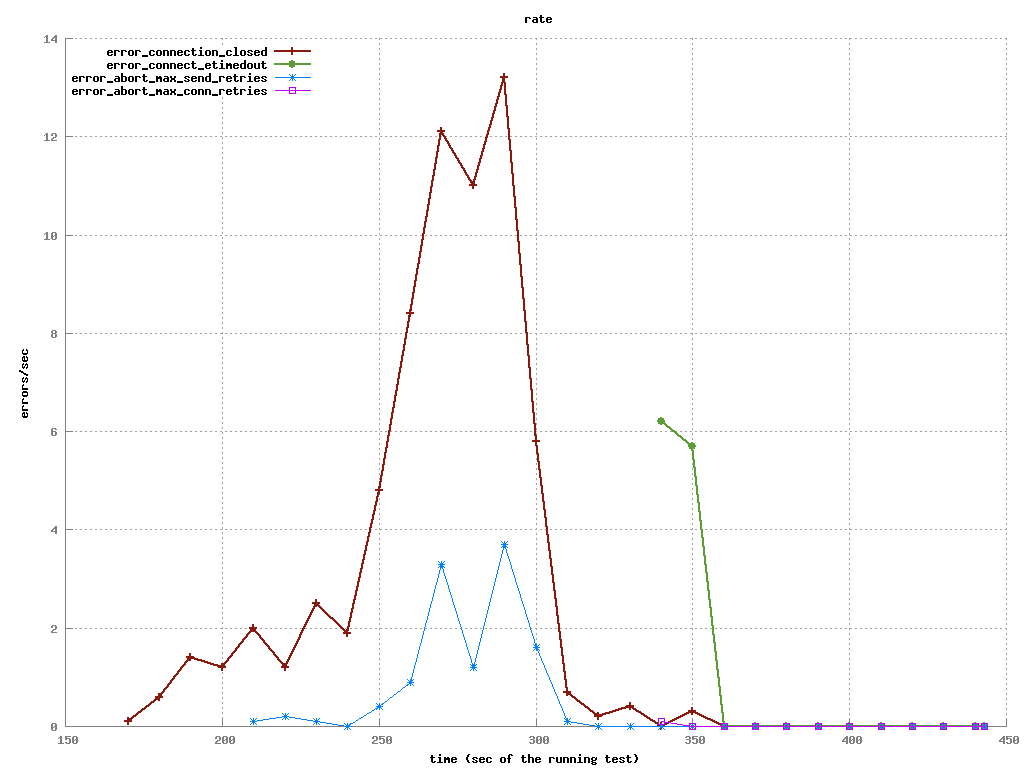 rate
error_connection_closed
error_connect_etimedout
error_abort_max_send_retries
error_abort_max_conn_retries
14
12
10
8
6
4
2
0
errors/sec
150 200 250 300 350 400 450
time (sec of the running test)